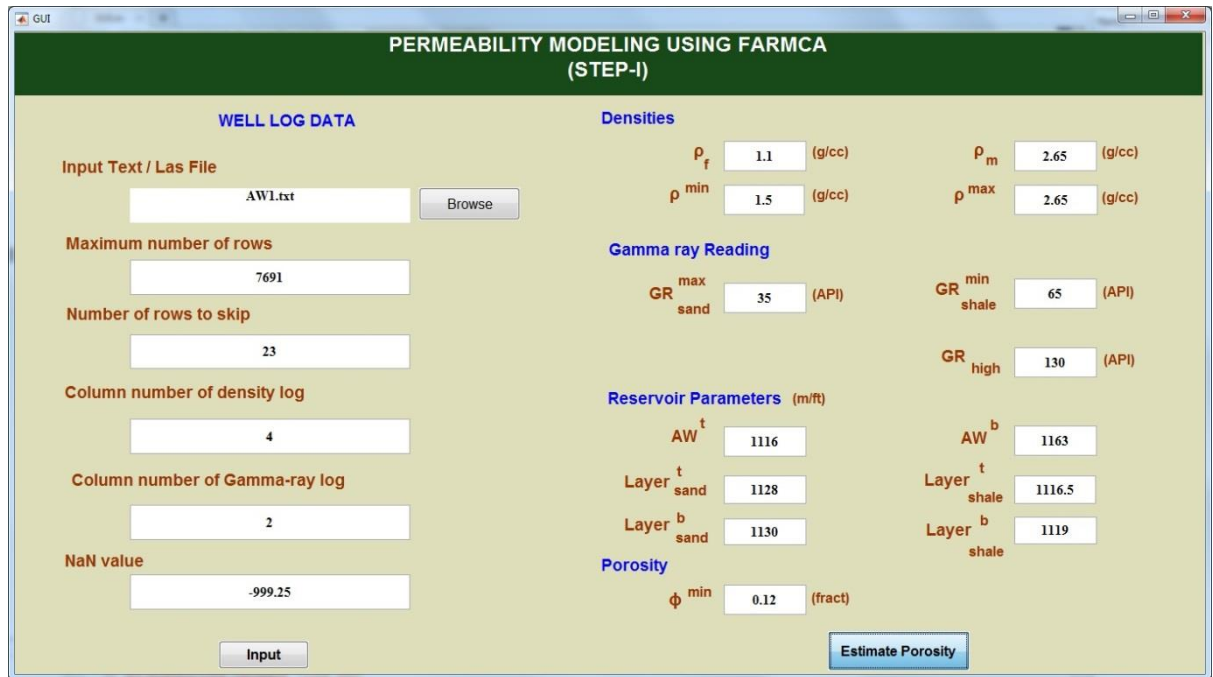 GUI
PERMEABILITY MODELING USING FARMCA
(STEP-I)
WELL LOG DATA
Input Text / Las File
AW1.txt
Browse
Maximum number of rows
7691
Number of rows to skip
23
Column number of density log
4
Column number of Gamma-ray log
2
NaN value
-999.25
Input
Densities
ρ f 1.1 (g/cc) ρ m 2.65 (g/cc)
ρ min 1.5 (g/cc) ρ max 2.65 (g/cc)
Gamma ray Reading
GR max sand 35 (API) GR min shale 65 (API)
GR high 130 (API)
Reservoir Parameters (m/ft)
AW t 1116 AW b 1163
Layer t sand 1128 Layer t shale 1116.5
Layer b sand 1130 Layer b shale 1119
Porosity
ϕ min 0.12 (fract)
Estimate Porosity